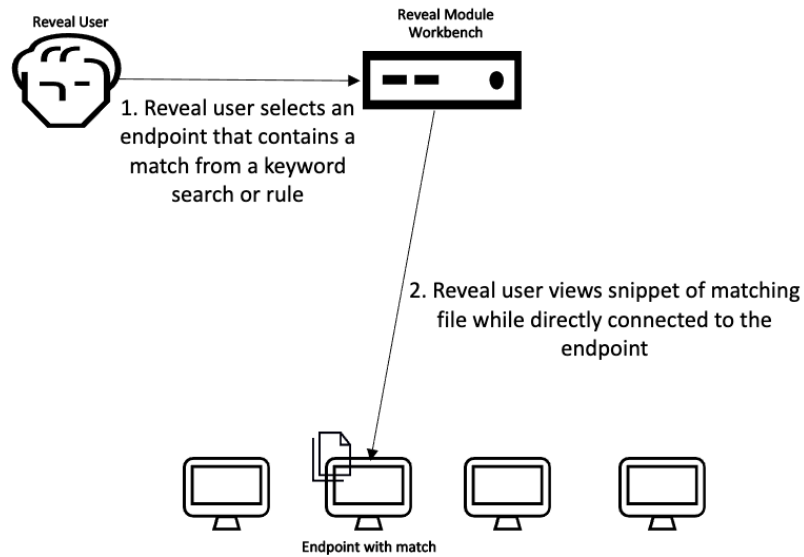 Reveal User
Reveal Module
Workbench
1. Reveal user selects an
endpoint that contains a
match from a keyword
search or rule
2. Reveal user views snippet of matching
file while directly connected to the
endpoint
Endpoint with match